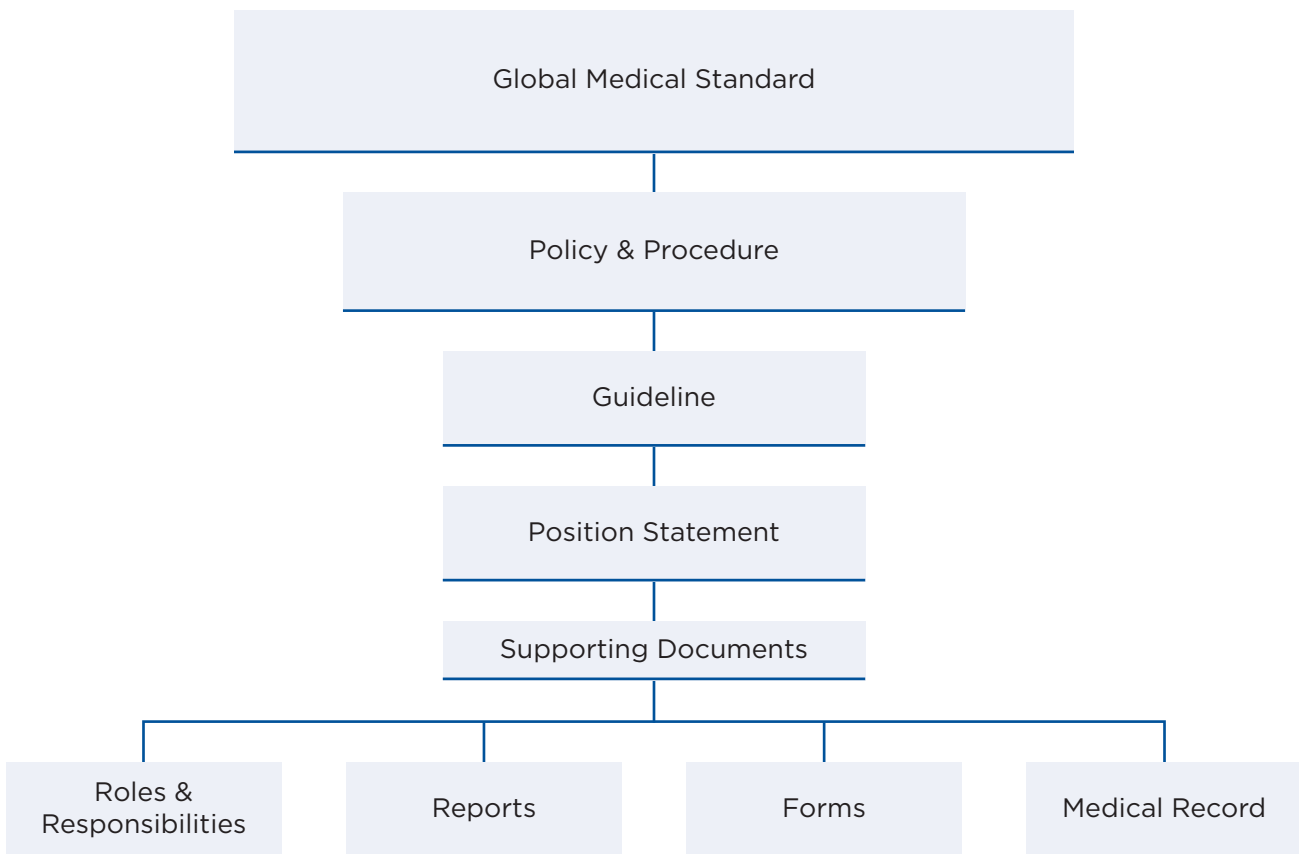 Global Medical Standard
Policy & Procedure
Guideline
Position Statement
Supporting Documents
Roles &
Responsibilities
Reports
Forms
Medical Record